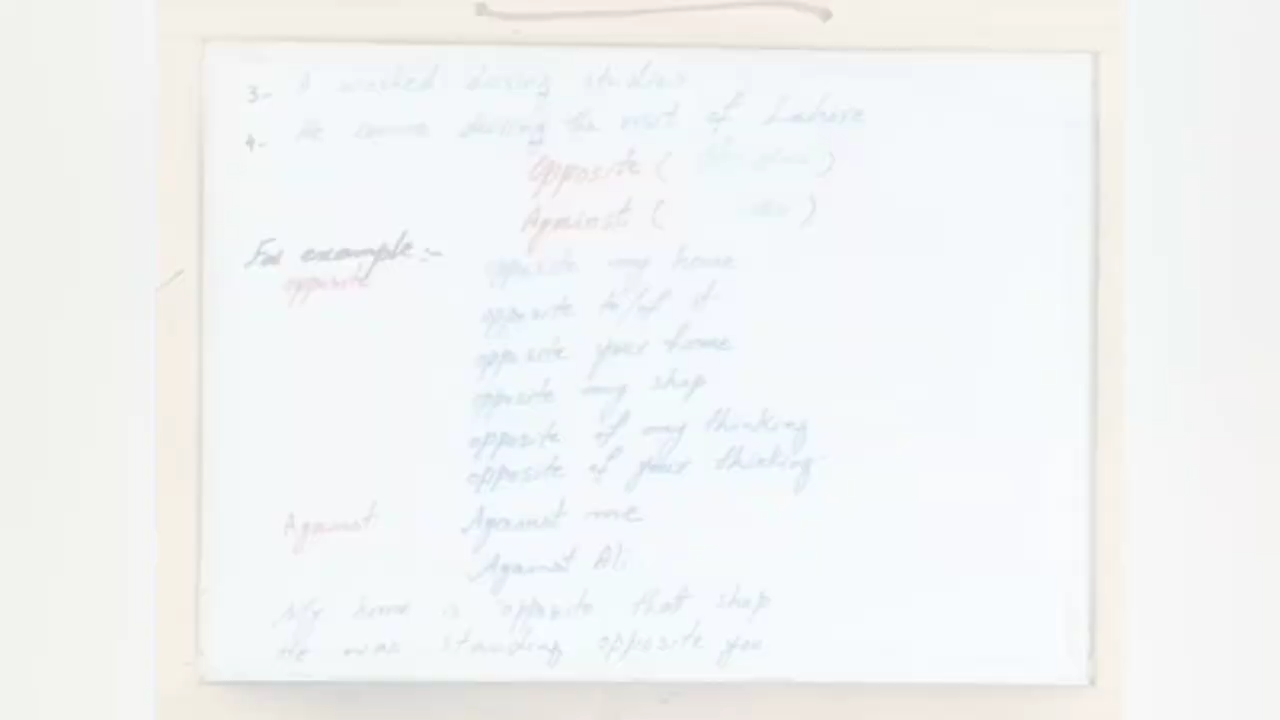 3- I worked during studies
4- He came during the visit of Lahore
Opposite ( )
Against ( )
For example:-
opposite opposite my home
opposite to/of it
opposite your home
opposite my shop
opposite of my thinking
opposite of your thinking
Against Against me
Against Ali
My home is opposite that shop
He was standing opposite you